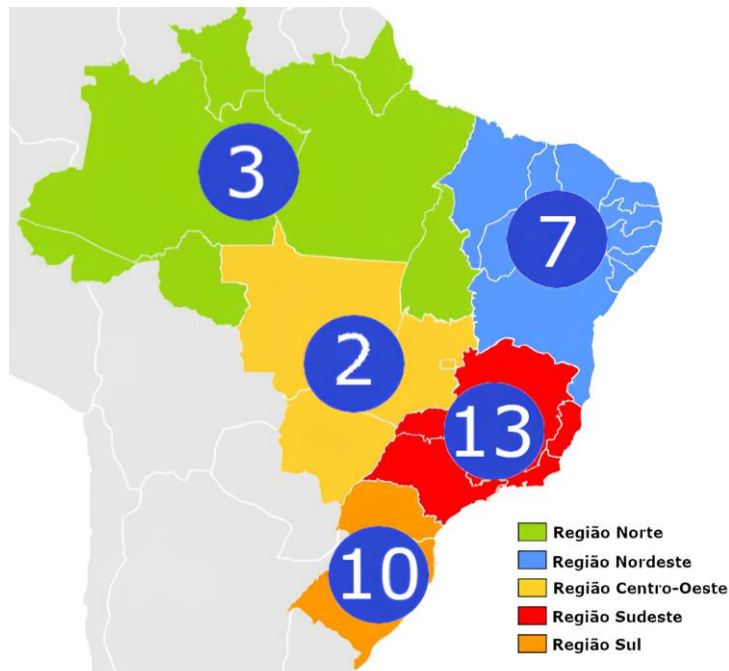 3
7
2
13
10
Região Norte
Região Nordeste
Região Centro-Oeste
Região Sudeste
Região Sul